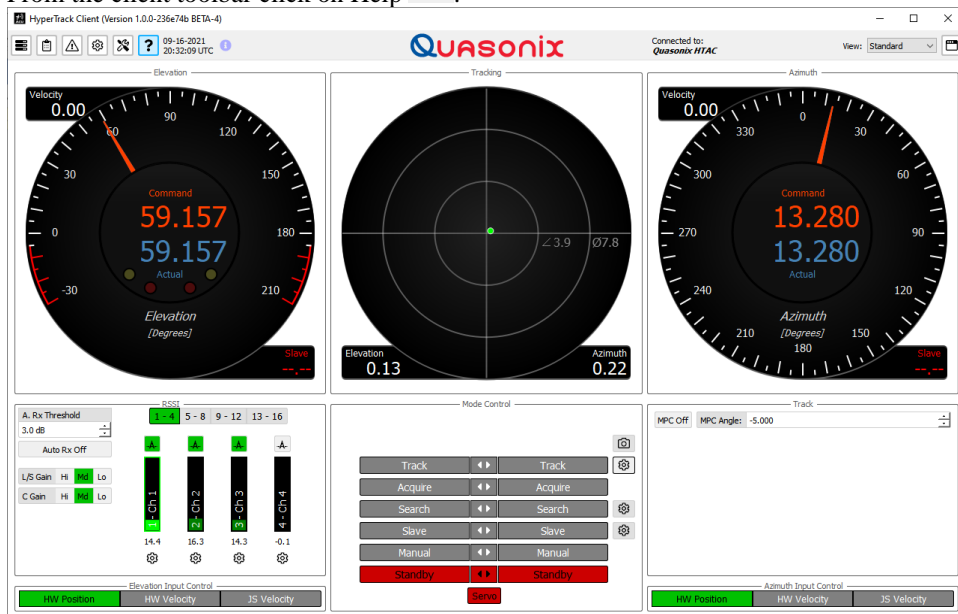 From the client toolbar click on Help
HyperTrack Client (Version 1.0.0-236e74b BETA-4)
?
09-16-2021
20:32:09 UTC
Quasonix
Connected to:
Quasonix HTAC
View: Standard
Elevation
Velocity
0.00
-30
0
30
60
90
120
150
180
210
Command
59.157
59.157
Actual
Elevation
[Degrees]
Slave
--.--
Tracking
∠3.9
Ø7.8
Elevation
0.13
Azimuth
0.22
Azimuth
Velocity
0.00
0
30
60
90
120
150
180
210
240
270
300
330
Command
13.280
13.280
Actual
Azimuth
[Degrees]
Slave
--.--
RSSI
A. Rx Threshold
3.0 dB
Auto Rx Off
L/S Gain Hi Md Lo
C Gain Hi Md Lo
1 - 4 5 - 8 9 - 12 13 - 16
A A A A
1 - Ch 1
2 - Ch 2
3 - Ch 3
4 - Ch 4
14.4 16.3 14.3 -0.1
Mode Control
Track Track
Acquire Acquire
Search Search
Slave Slave
Manual Manual
Standby Standby
Servo
Track
MPC Off MPC Angle: -5.000
Elevation Input Control
HW Position HW Velocity JS Velocity
Azimuth Input Control
HW Position HW Velocity JS Velocity